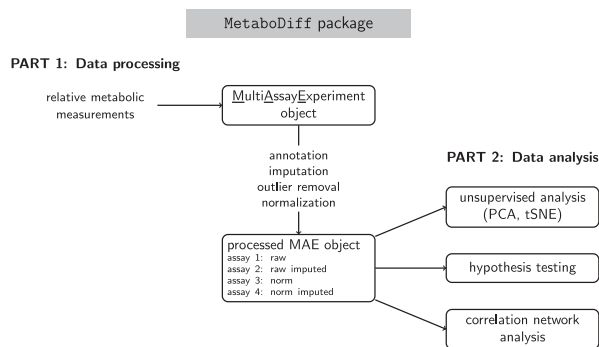 MetaboDiff package
PART 1: Data processing
relative metabolic
measurements
MultiAssayExperiment
object
annotation
imputation
outlier removal
normalization
processed MAE object
assay 1: raw
assay 2: raw imputed
assay 3: norm
assay 4: norm imputed
PART 2: Data analysis
unsupervised analysis
(PCA, tSNE)
hypothesis testing
correlation network
analysis